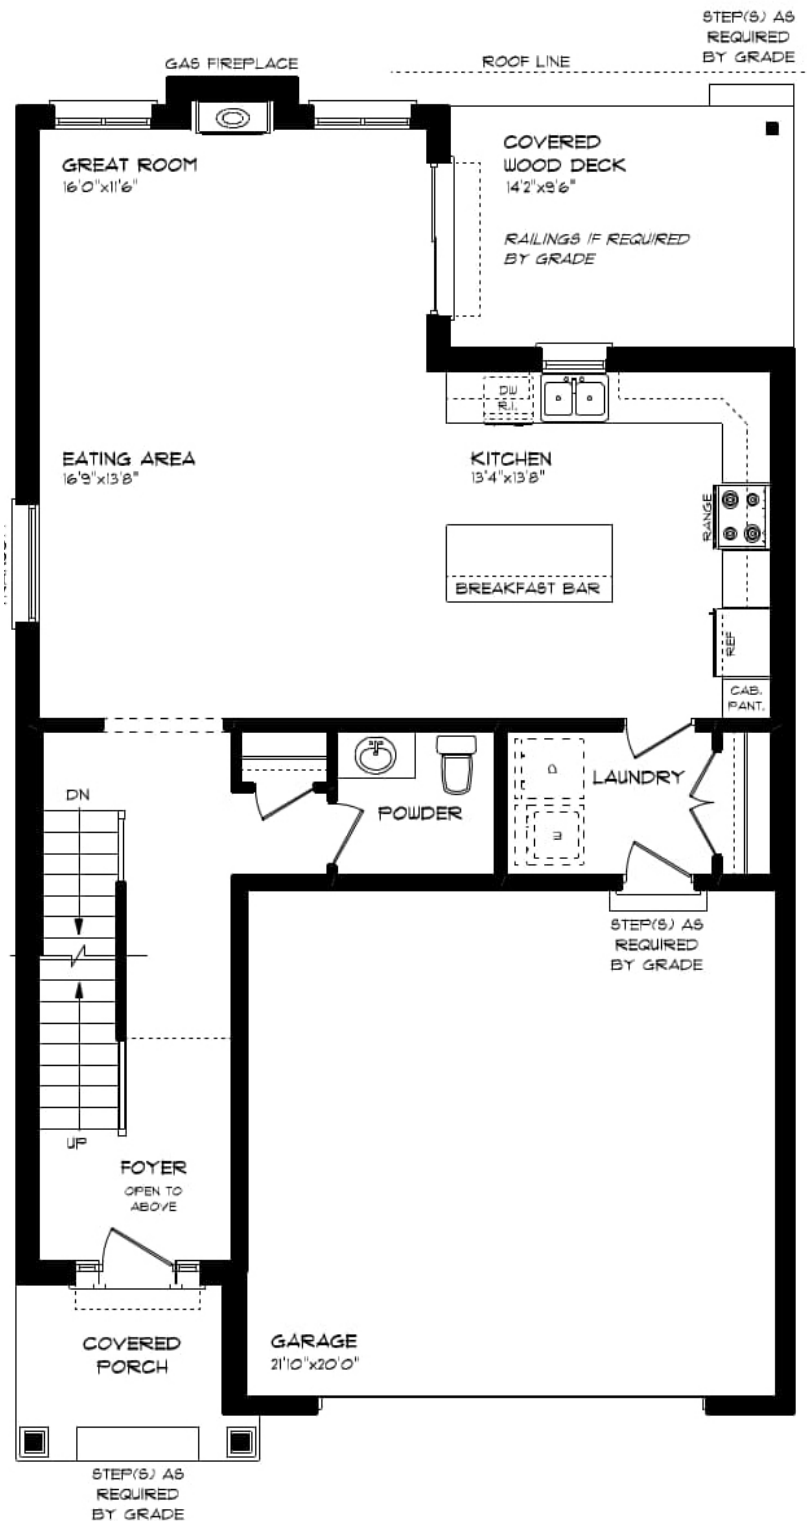 STEP(S) AS
REQUIRED
BY GRADE
GAS FIREPLACE
ROOF LINE
GREAT ROOM
16'0"x11'6"
COVERED
WOOD DECK
14'2"x9'6"
RAILINGS IF REQUIRED
BY GRADE
DW
R.I.
EATING AREA
16'9"x13'8"
KITCHEN
13'4"x13'8"
RANGE
BREAKFAST BAR
REF
CAB.
PANT.
DN
D
LAUNDRY
POWDER
W
STEP(S) AS
REQUIRED
BY GRADE
UP
FOYER
OPEN TO
ABOVE
COVERED
PORCH
GARAGE
21'10"x20'0"
STEP(S) AS
REQUIRED
BY GRADE